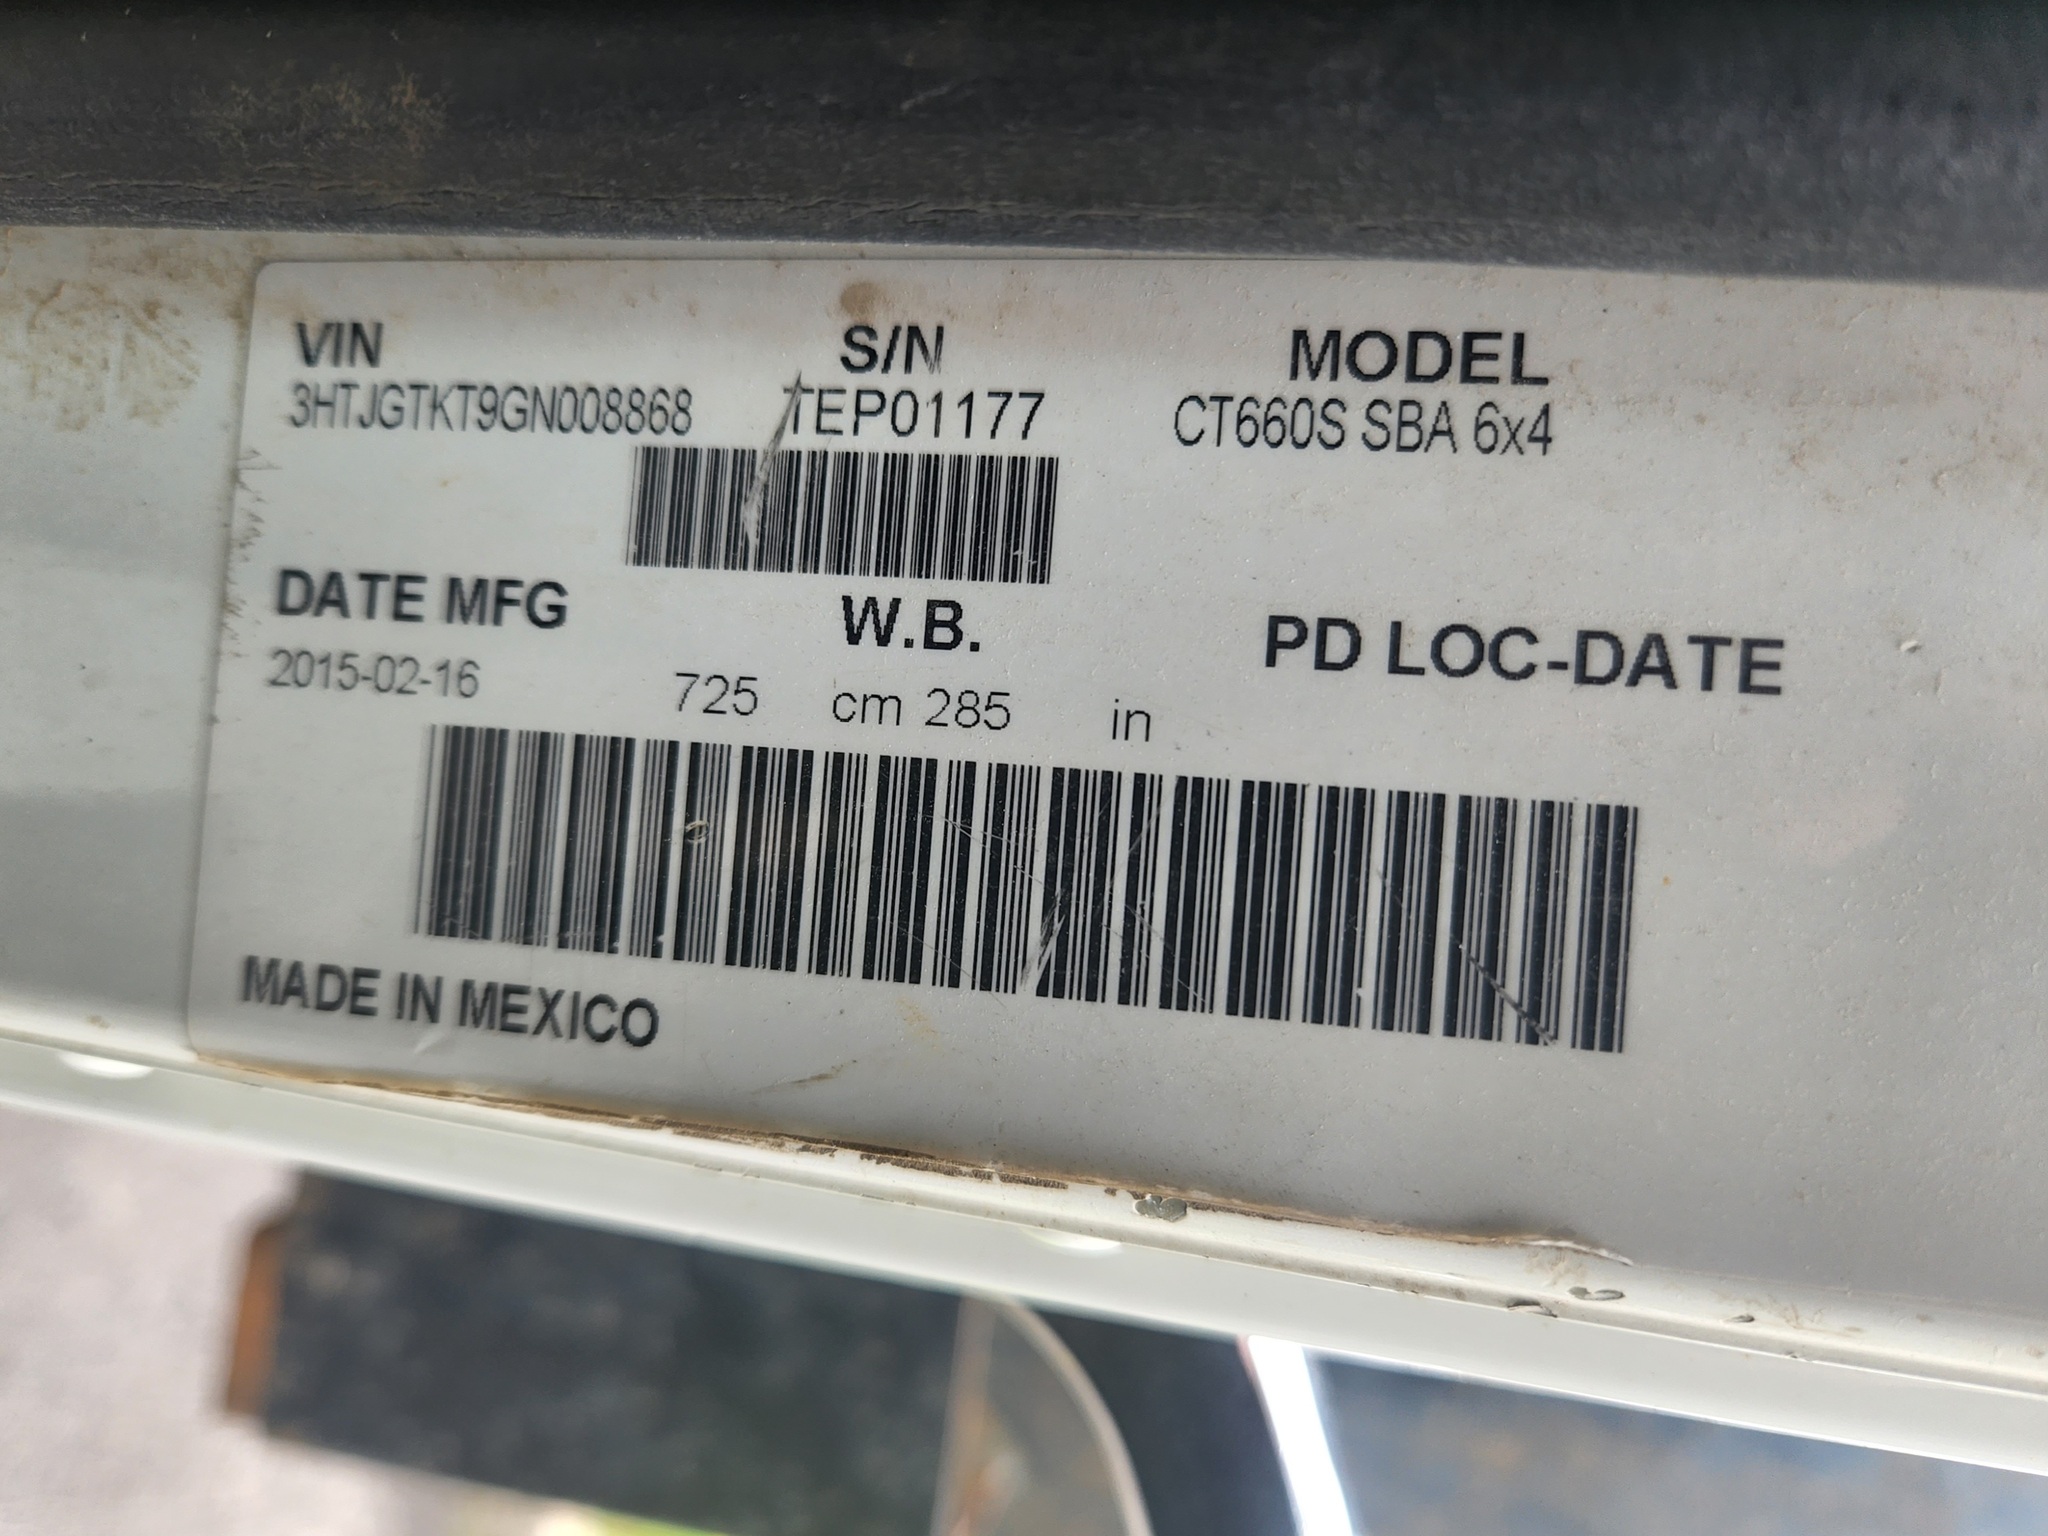 VIN S/N MODEL
3HTJGTKT9GN008868 TEP01177 CT660S SBA 6x4
DATE MFG W.B. PD LOC-DATE
2015-02-16 725 cm 285 in
MADE IN MEXICO